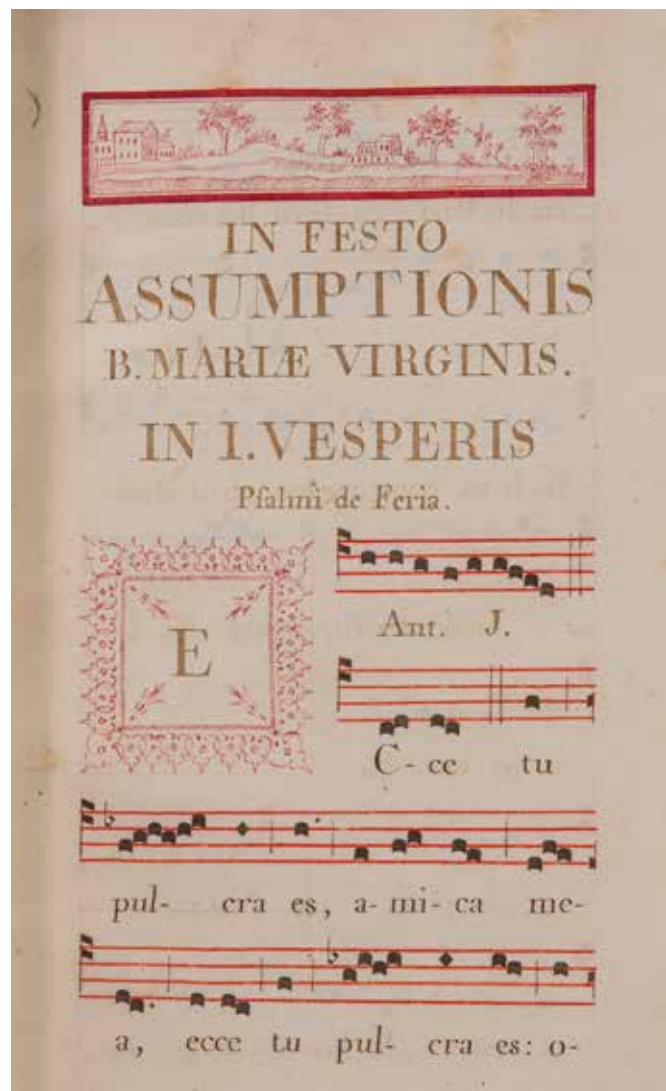 IN FESTO
ASSUMPTIONIS
B. MARIÆ VIRGINIS.
IN I. VESPERIS
Pſalmi de Feria.
Ant. J.
E
C- ce tu
pul- cra es, a- mi- ca me-
a, ecce tu pul- cra es: o-